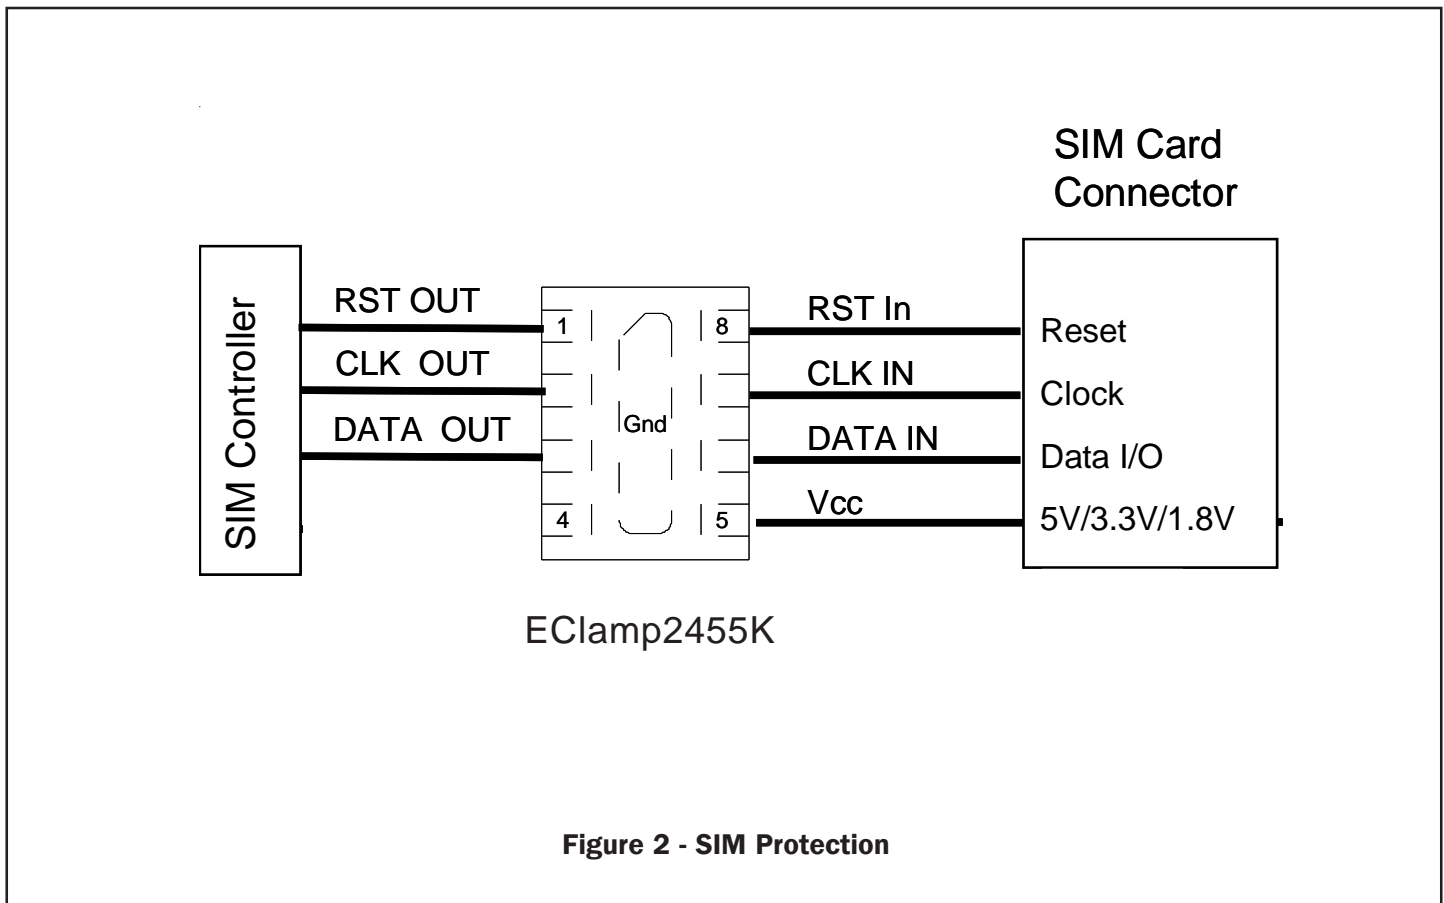 SIM Card
Connector
SIM Controller
RST OUT
CLK OUT
DATA OUT
1
4
Gnd
8
5
RST In
CLK IN
DATA IN
Vcc
Reset
Clock
Data I/O
5V/3.3V/1.8V
EClamp2455K
Figure 2 - SIM Protection